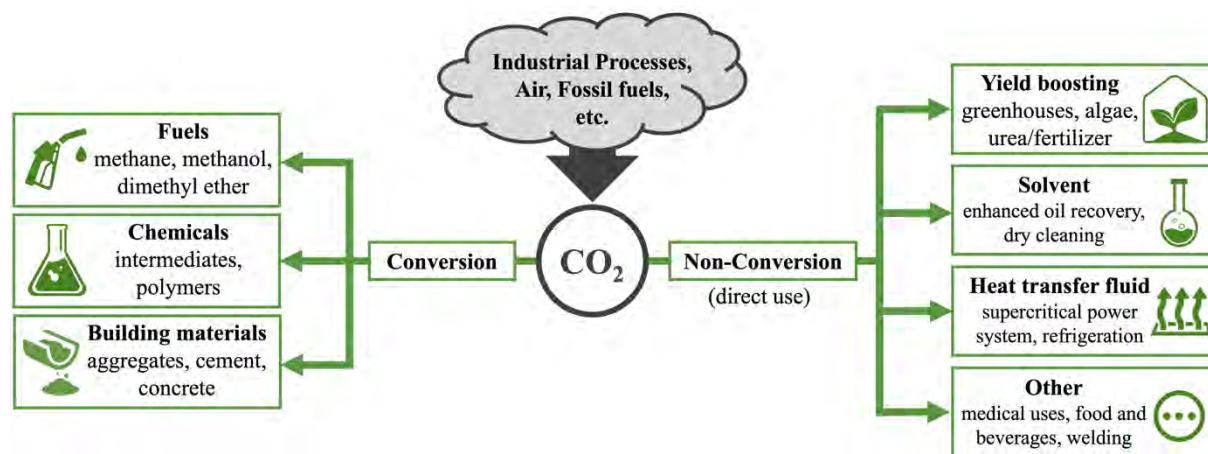 Industrial Processes,
Air, Fossil fuels,
etc.
Fuels
methane, methanol,
dimethyl ether
Chemicals
intermediates,
polymers
Building materials
aggregates, cement,
concrete
Conversion
CO₂
Non-Conversion
(direct use)
Yield boosting
greenhouses, algae,
urea/fertilizer
Solvent
enhanced oil recovery,
dry cleaning
Heat transfer fluid
supercritical power
system, refrigeration
Other
medical uses, food and
beverages, welding